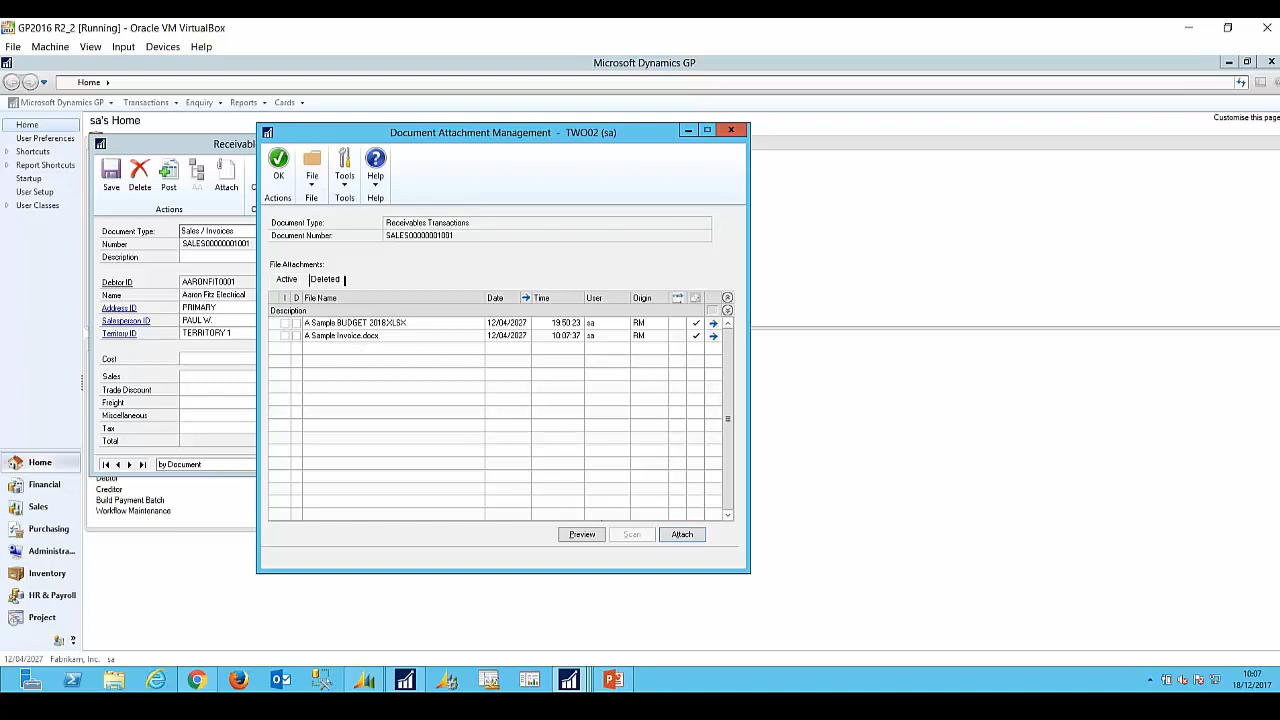 GP2016 R2_2 [Running] - Oracle VM VirtualBox
File Machine View Input Devices Help
Microsoft Dynamics GP
Home
Microsoft Dynamics GP Transactions Enquiry Reports Cards
Home
User Preferences
Shortcuts
Report Shortcuts
Startup
User Setup
User Classes
sa's Home
Customise this page
Save Delete Post AA Attach
Actions
Document Type: Sales / Invoices
Number SALES00000001001
Description
Debtor ID AARONFIT0001
Name Aaron Fitz Electrical
Address ID PRIMARY
Salesperson ID PAUL W.
Territory ID TERRITORY 1
Cost
Sales
Trade Discount
Freight
Miscellaneous
Tax
Total
by Document
Debtor
Creditor
Build Payment Batch
Workflow Maintenance
Document Attachment Management - TWO02 (sa)
OK File Tools Help
Actions File Tools Help
Document Type: Receivables Transactions
Document Number: SALES00000001001
File Attachments:
Active Deleted
I D File Name Date Time User Origin
Description
A Sample BUDGET 2018.XLSX 12/04/2027 19:50:23 sa RM
A Sample Invoice.docx 12/04/2027 10:07:37 sa RM
Preview Scan Attach
Home
Financial
Sales
Purchasing
Administra...
Inventory
HR & Payroll
Project
12/04/2027 Fabrikam, Inc. sa
10:07
18/12/2017